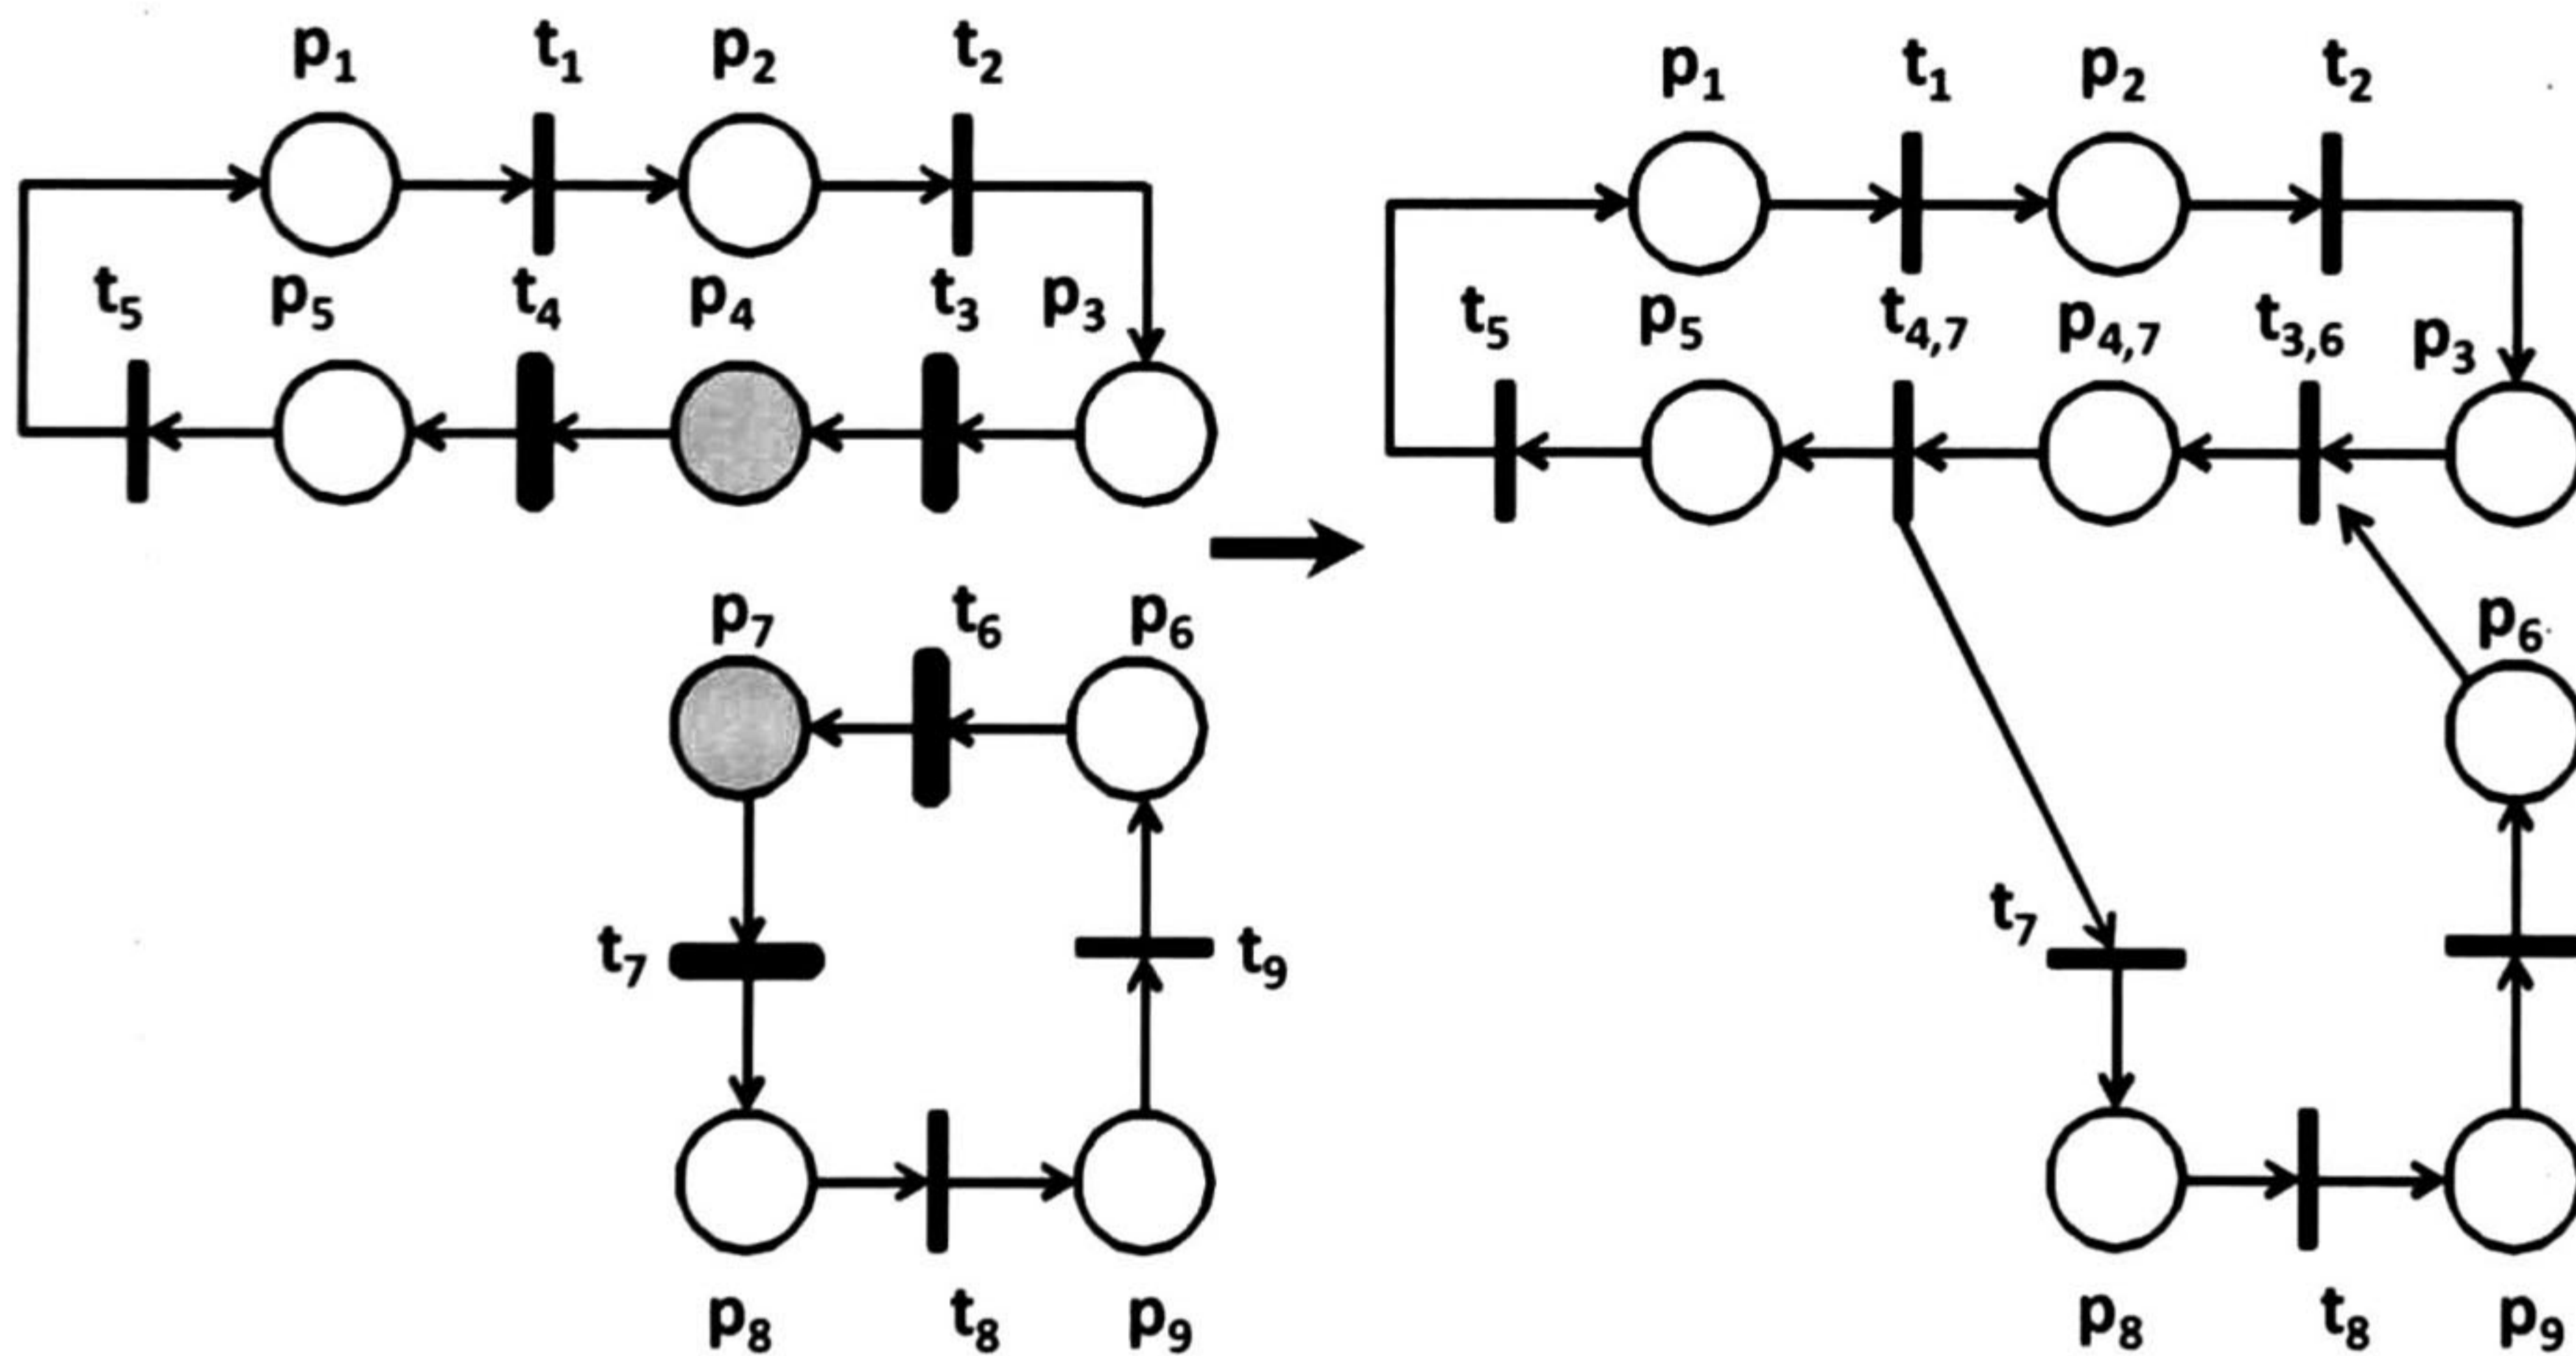 p1 t1 p2 t2
t5 p5 t4 p4 t3 p3
p7 t6 p6
t7 t9
p8 t8 p9
p1 t1 p2 t2
t5 p5 t4,7 p4,7 t3,6 p3
p6
t7
p8 t8 p9